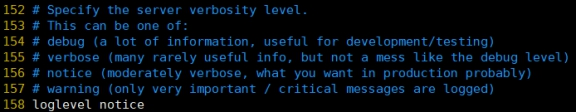 152 # Specify the server verbosity level.
153 # This can be one of:
154 # debug (a lot of information, useful for development/testing)
155 # verbose (many rarely useful info, but not a mess like the debug level)
156 # notice (moderately verbose, what you want in production probably)
157 # warning (only very important / critical messages are logged)
158 loglevel notice